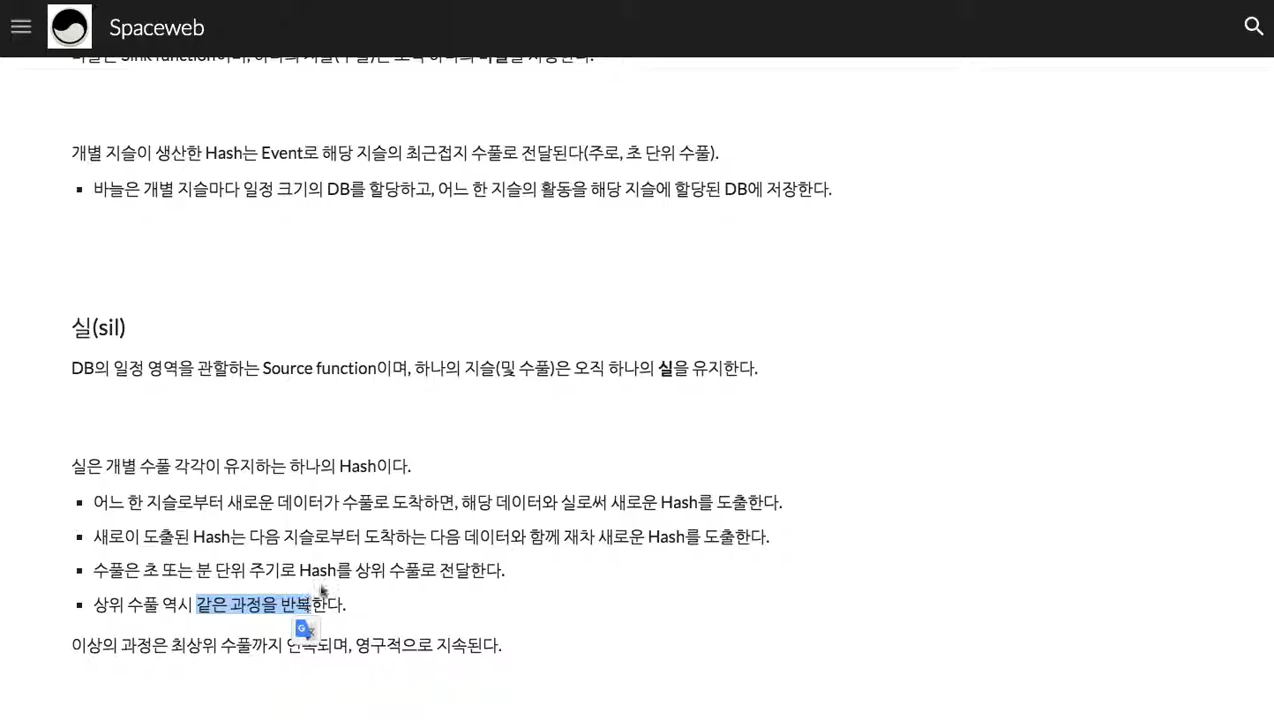 Spaceweb
개별 지슬이 생산한 Hash는 Event로 해당 지슬의 최근접지 수풀로 전달된다(주로, 초 단위 수풀).
▪ 바늘은 개별 지슬마다 일정 크기의 DB를 할당하고, 어느 한 지슬의 활동을 해당 지슬에 할당된 DB에 저장한다.
실(sil)
DB의 일정 영역을 관할하는 Source function이며, 하나의 지슬(및 수풀)은 오직 하나의 실을 유지한다.
실은 개별 수풀 각각이 유지하는 하나의 Hash이다.
▪ 어느 한 지슬로부터 새로운 데이터가 수풀로 도착하면, 해당 데이터와 실로써 새로운 Hash를 도출한다.
▪ 새로이 도출된 Hash는 다음 지슬로부터 도착하는 다음 데이터와 함께 재차 새로운 Hash를 도출한다.
▪ 수풀은 초 또는 분 단위 주기로 Hash를 상위 수풀로 전달한다.
▪ 상위 수풀 역시 같은 과정을 반복한다.
이상의 과정은 최상위 수풀까지 연속되며, 영구적으로 지속된다.